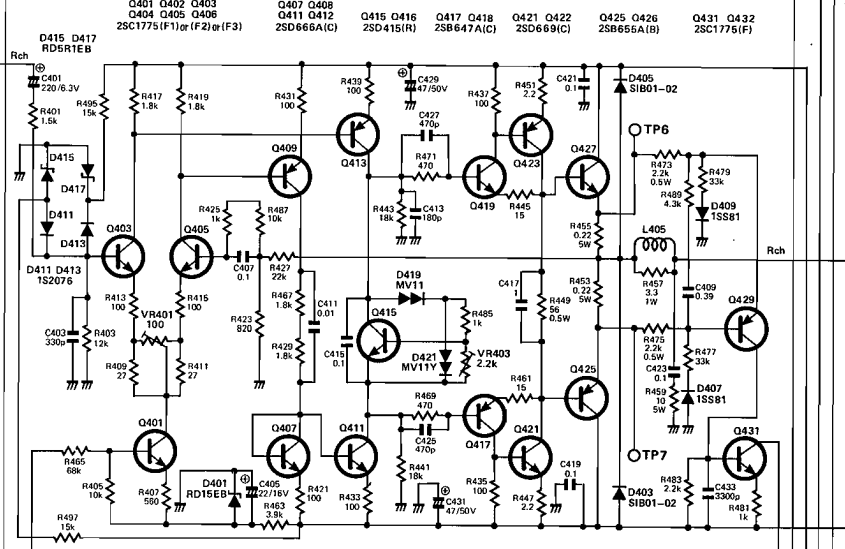 Q401 Q402 Q403
Q404 Q405 Q406
2SC1775(F1)or(F2)or(F3)
Q407 Q408
Q411 Q412
2SD666A(C)
Q415 Q416
2SD415(R)
Q417 Q418
2SB647A(C)
Q421 Q422
2SD669(C)
Q425 Q426
2SB655A(B)
Q431 Q432
2SC1775(F)
D415 D417
RD5R1EB
Rch
C401
220/6.3V
R401
1.5k
R495
15k
R417
1.8k
R419
1.8k
R431
100
R439
100
C429
47/50V
R437
100
R451
2.2
C421
0.1
D405
SIB01-02
TP6
C427
470p
Q413
Q423
Q409
Q427
D415
D417
R471
470
Q419
R473
2.2k
0.5W
R479
33k
R489
4.3k
D409
1SS81
D411
D413
Q403
Q405
R425
1k
R487
10k
R443
18k
C413
180p
R445
15
R455
0.22
5W
L405
Rch
D411 D413
1S2076
C407
0.1
R427
22k
D419
MV11
R453
0.22
5W
R457
3.3
1W
C409
0.39
R413
100
R415
100
VR401
100
R423
820
R467
1.8k
C411
0.01
C417
1
R449
56
0.5W
Q415
R485
1k
Q429
C403
330p
R403
12k
R429
1.8k
C415
0.1
D421
MV11Y
VR403
2.2k
R475
2.2k
0.5W
R477
33k
C423
0.1
R409
27
R411
27
R469
470
R461
15
Q425
R459
10
5W
D407
1SS81
Q401
Q407
Q411
C425
470p
Q417
Q421
TP7
Q431
R465
68k
R405
10k
R407
560
D401
RD15EB
C405
22/16V
R421
100
R433
100
R441
18k
C431
47/50V
R435
100
C419
0.1
R447
2.2
D403
SIB01-02
R483
2.2k
C433
3300p
R481
1k
R497
15k
R463
3.9k